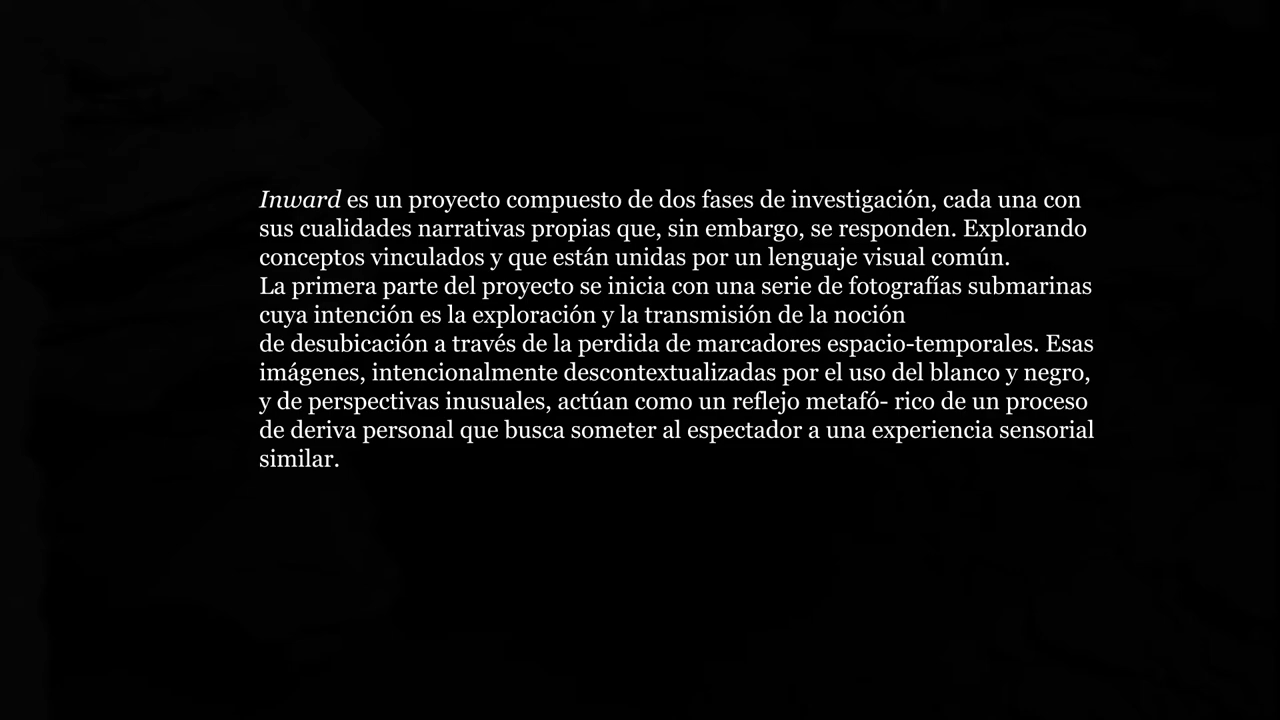 Inward es un proyecto compuesto de dos fases de investigación, cada una con
sus cualidades narrativas propias que, sin embargo, se responden. Explorando
conceptos vinculados y que están unidas por un lenguaje visual común.
La primera parte del proyecto se inicia con una serie de fotografías submarinas
cuya intención es la exploración y la transmisión de la noción
de desubicación a través de la perdida de marcadores espacio-temporales. Esas
imágenes, intencionalmente descontextualizadas por el uso del blanco y negro,
y de perspectivas inusuales, actúan como un reflejo metafó- rico de un proceso
de deriva personal que busca someter al espectador a una experiencia sensorial
similar.